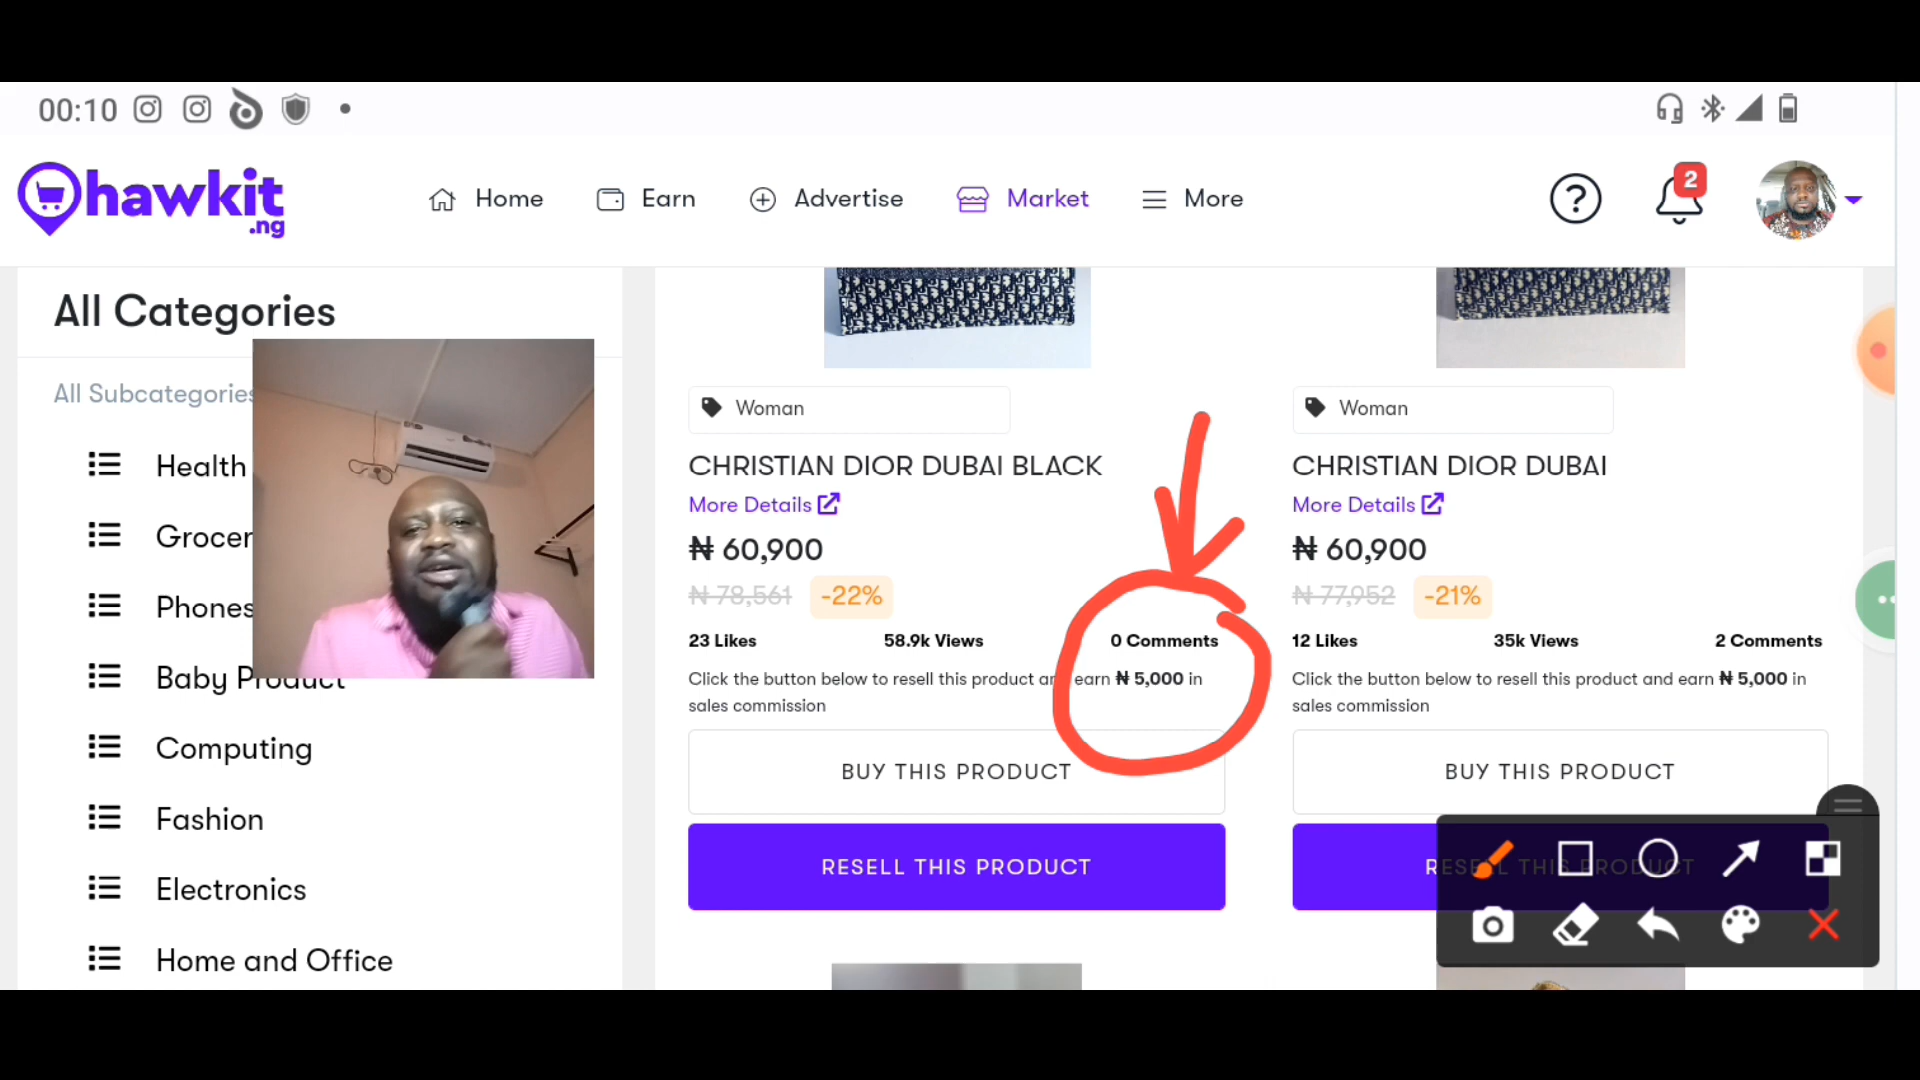 00:10
hawkit
.ng
Home
Earn
Advertise
Market
More
2
All Categories
All Subcategories
Health
Grocer
Phones
Baby Product
Computing
Fashion
Electronics
Home and Office
Woman
CHRISTIAN DIOR DUBAI BLACK
More Details
₦ 60,900
₦ 78,561 -22%
23 Likes 58.9k Views 0 Comments
Click the button below to resell this product an earn ₦ 5,000 in
sales commission
BUY THIS PRODUCT
RESELL THIS PRODUCT
Woman
CHRISTIAN DIOR DUBAI
More Details
₦ 60,900
₦ 77,952 -21%
12 Likes 35k Views 2 Comments
Click the button below to resell this product and earn ₦ 5,000 in
sales commission
BUY THIS PRODUCT
RESELL THIS PRODUCT